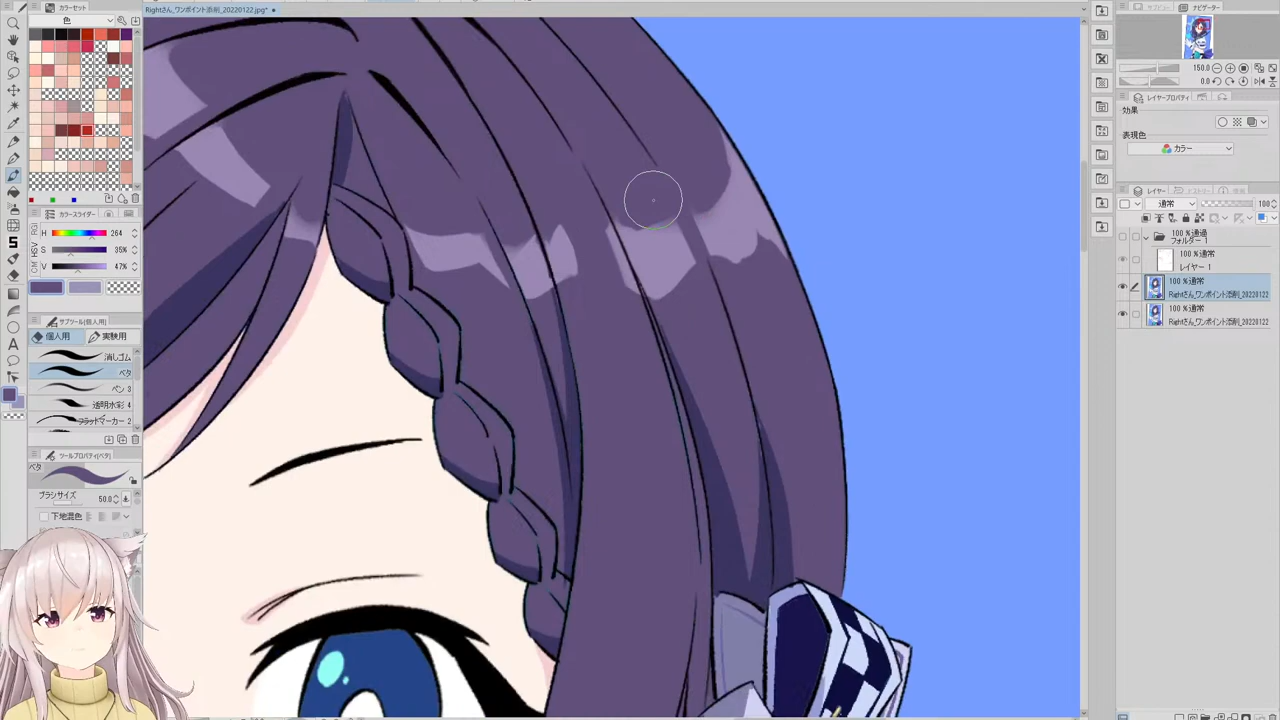 カラーセット
Rightさん_ワンポイント添削_20220122.jpg*
ナビゲーター
色
150.0
0.0
レイヤープロパティ
効果
表現色
カラー
カラースライダー
H 264
S 35%
V 47%
レイヤー
通常 100
100 %通過
フォルダー 1
100 %通常
レイヤー 1
100 %通常
Rightさん_ワンポイント添削_20220122
100 %通常
Rightさん_ワンポイント添削_20220122
サブツール(個人用)
個人用 実験用
消しゴム
ベタ
ペン 3
透明水彩 4
フラットマーカー 2
ツールプロパティ(ベタ)
ベタ
ブラシサイズ 50.0
下地混色